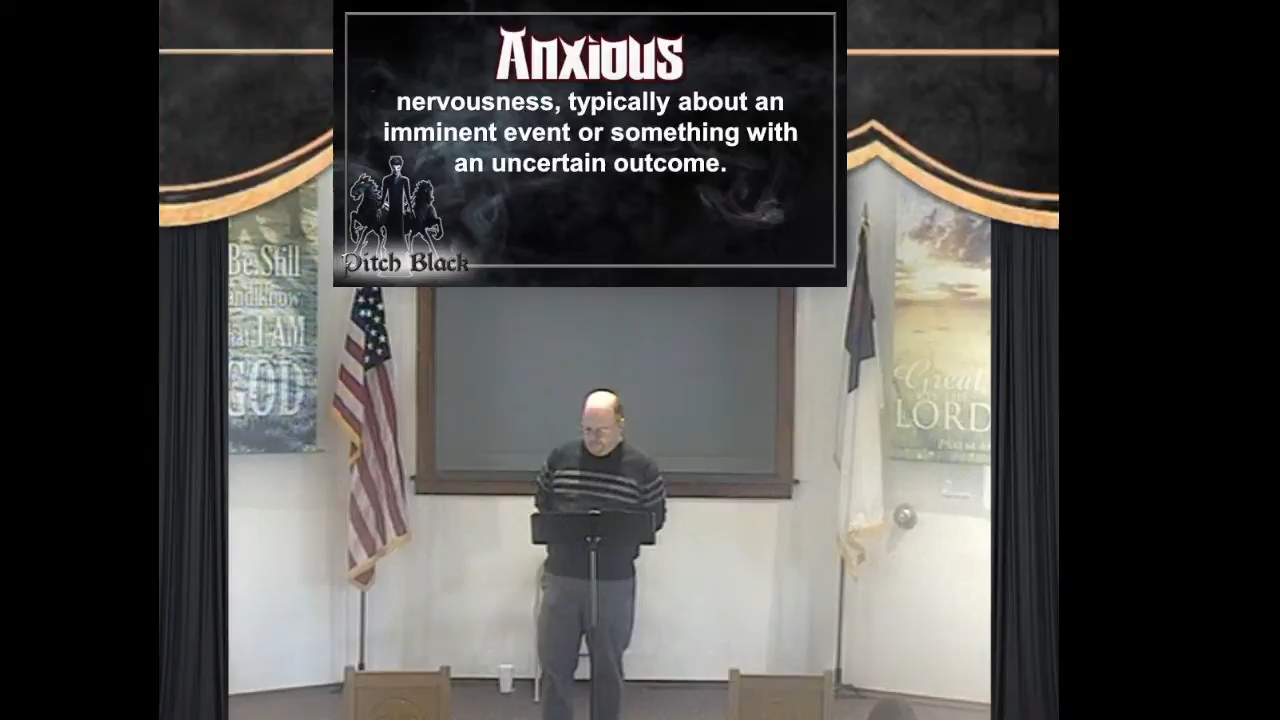 Anxious
nervousness, typically about an
imminent event or something with
an uncertain outcome.
Pitch Black
Be Still
and know
that I AM
GOD
Great
LORD